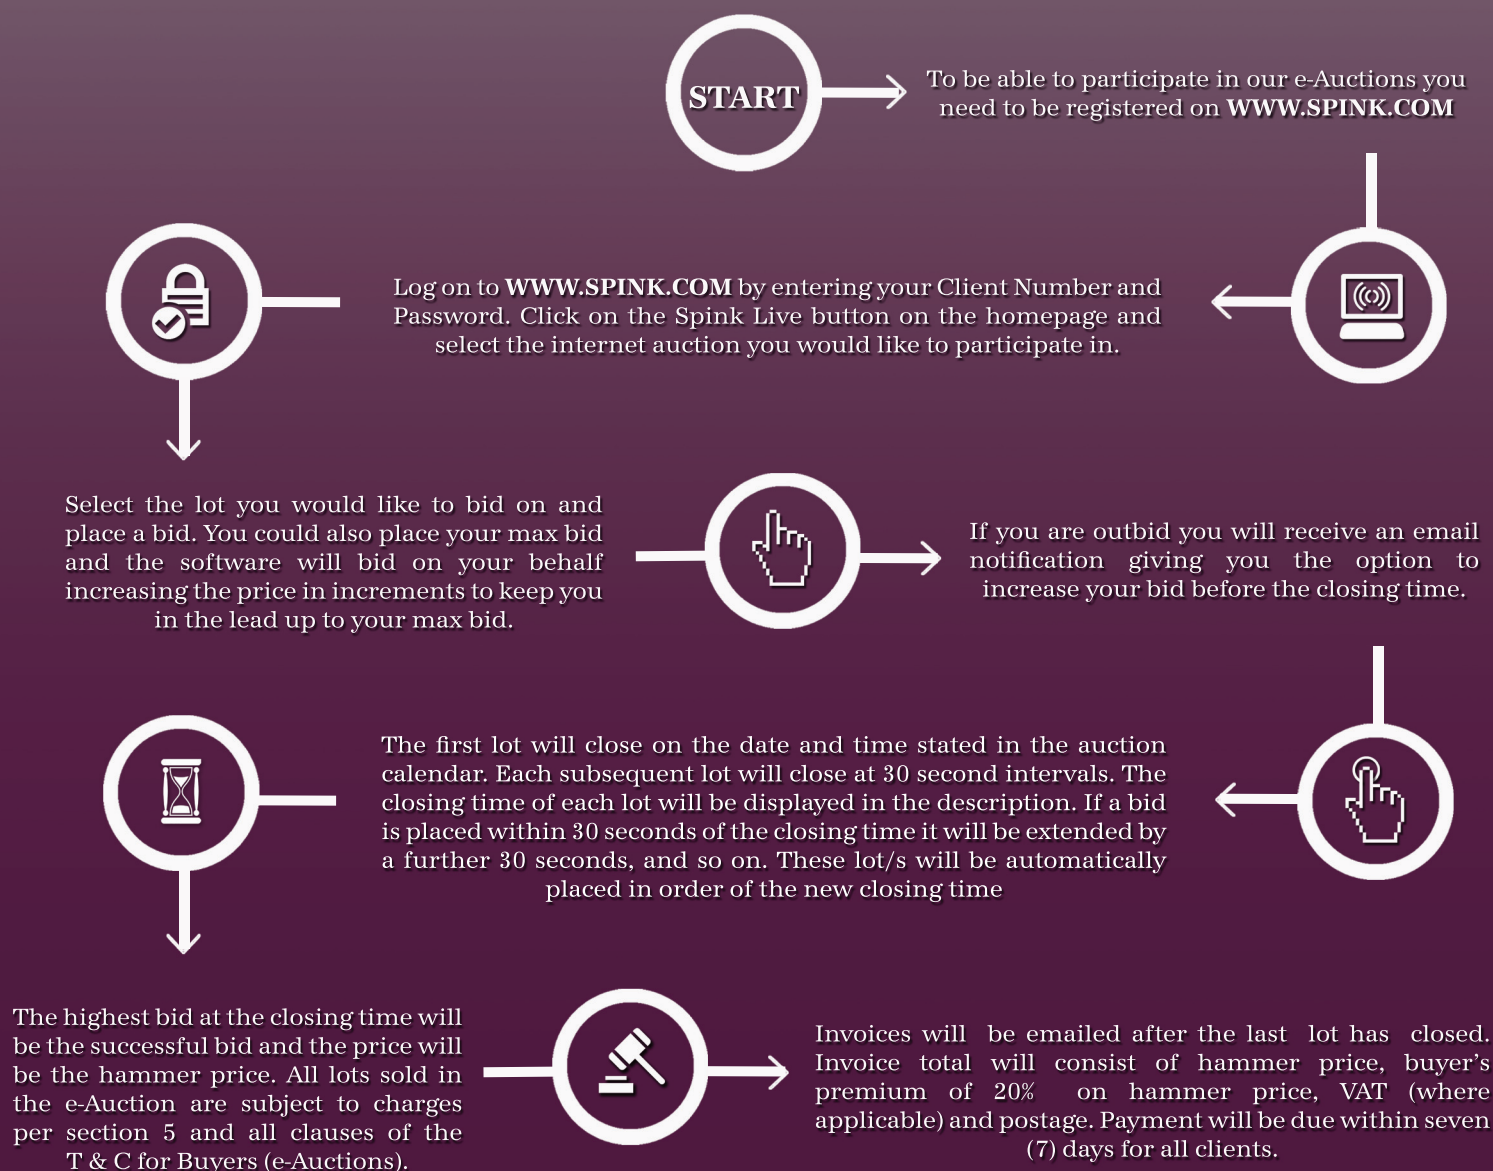 START
To be able to participate in our e-Auctions you
need to be registered on WWW.SPINK.COM
Log on to WWW.SPINK.COM by entering your Client Number and
Password. Click on the Spink Live button on the homepage and
select the internet auction you would like to participate in.
Select the lot you would like to bid on and
place a bid. You could also place your max bid
and the software will bid on your behalf
increasing the price in increments to keep you
in the lead up to your max bid.
If you are outbid you will receive an email
notification giving you the option to
increase your bid before the closing time.
The first lot will close on the date and time stated in the auction
calendar. Each subsequent lot will close at 30 second intervals. The
closing time of each lot will be displayed in the description. If a bid
is placed within 30 seconds of the closing time it will be extended by
a further 30 seconds, and so on. These lot/s will be automatically
placed in order of the new closing time
The highest bid at the closing time will
be the successful bid and the price will
be the hammer price. All lots sold in
the e-Auction are subject to charges
per section 5 and all clauses of the
T & C for Buyers (e-Auctions).
Invoices will be emailed after the last lot has closed.
Invoice total will consist of hammer price, buyer's
premium of 20% on hammer price, VAT (where
applicable) and postage. Payment will be due within seven
(7) days for all clients.